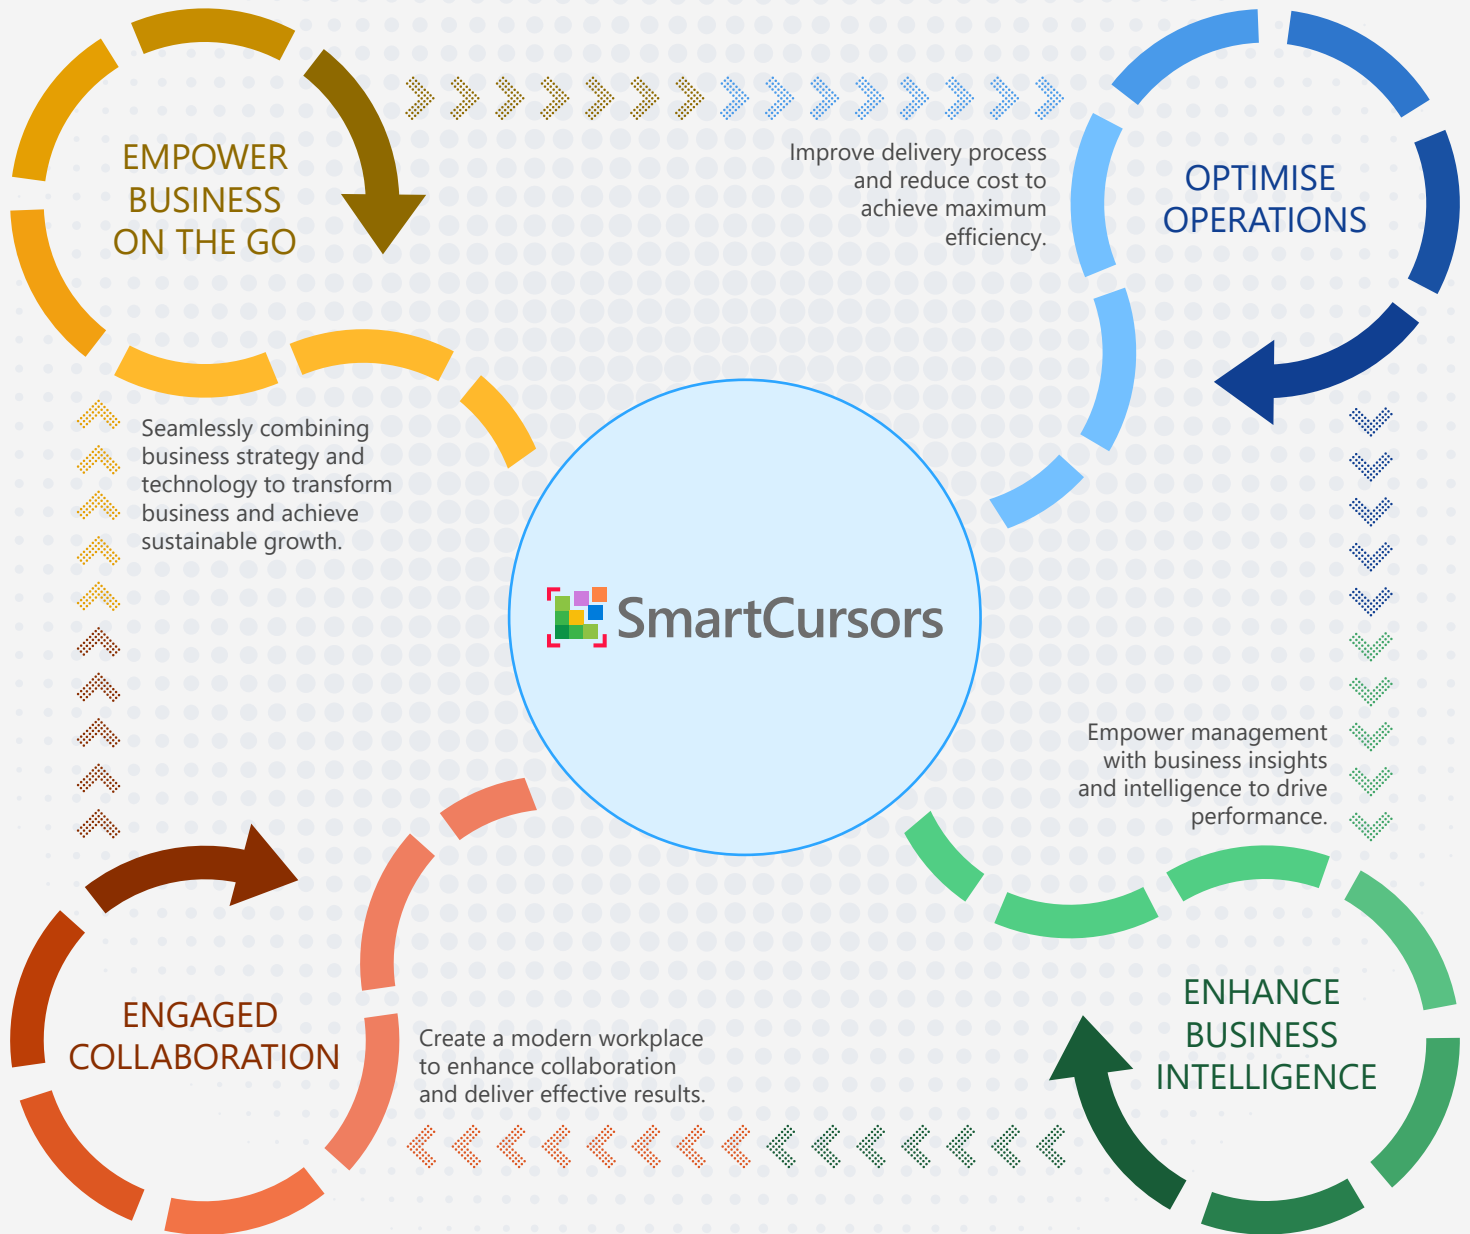 EMPOWER
BUSINESS
ON THE GO
Improve delivery process
and reduce cost to
achieve maximum
efficiency.
OPTIMISE
OPERATIONS
Seamlessly combining
business strategy and
technology to transform
business and achieve
sustainable growth.
SmartCursors
Empower management
with business insights
and intelligence to drive
performance.
ENGAGED
COLLABORATION
Create a modern workplace
to enhance collaboration
and deliver effective results.
ENHANCE
BUSINESS
INTELLIGENCE